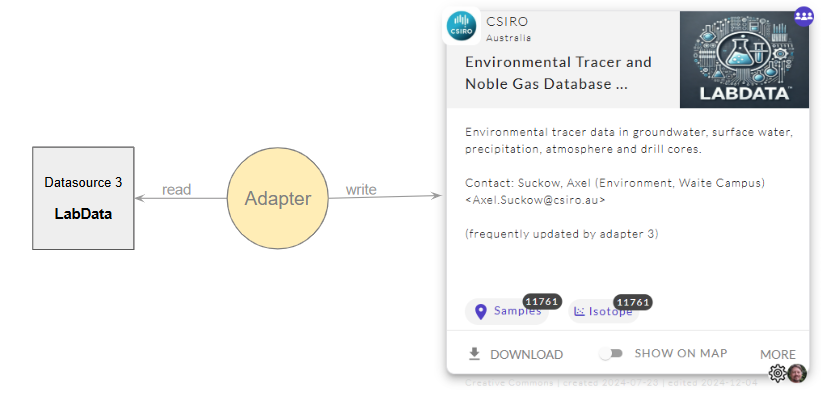 CSIRO
CSIRO
Australia
Environmental Tracer and
Noble Gas Database ...
LABDATA™
Environmental tracer data in groundwater, surface water,
precipitation, atmosphere and drill cores.
Contact: Suckow, Axel (Environment, Waite Campus)
<Axel.Suckow@csiro.au>
(frequently updated by adapter 3)
Datasource 3
LabData
read
Adapter
write
11761
Samples
11761
Isotope
DOWNLOAD
SHOW ON MAP
MORE
Creative Commons | created 2024-07-23 | edited 2024-12-04